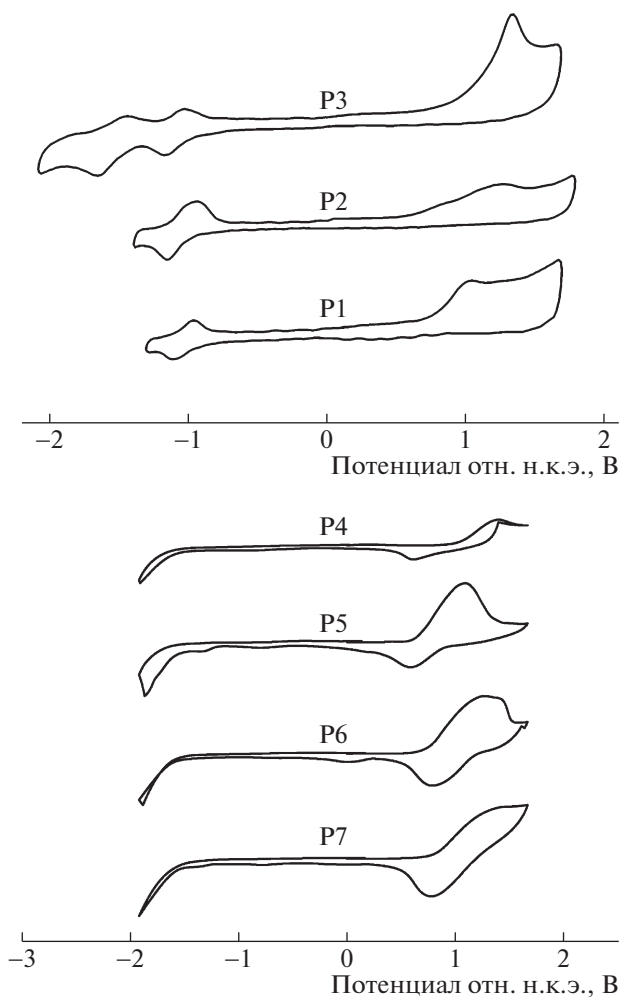 P3
P2
P1
−2 −1 0 1 2
Потенциал отн. н.к.э., В
P4
P5
P6
P7
−3 −2 −1 0 1 2
Потенциал отн. н.к.э., В